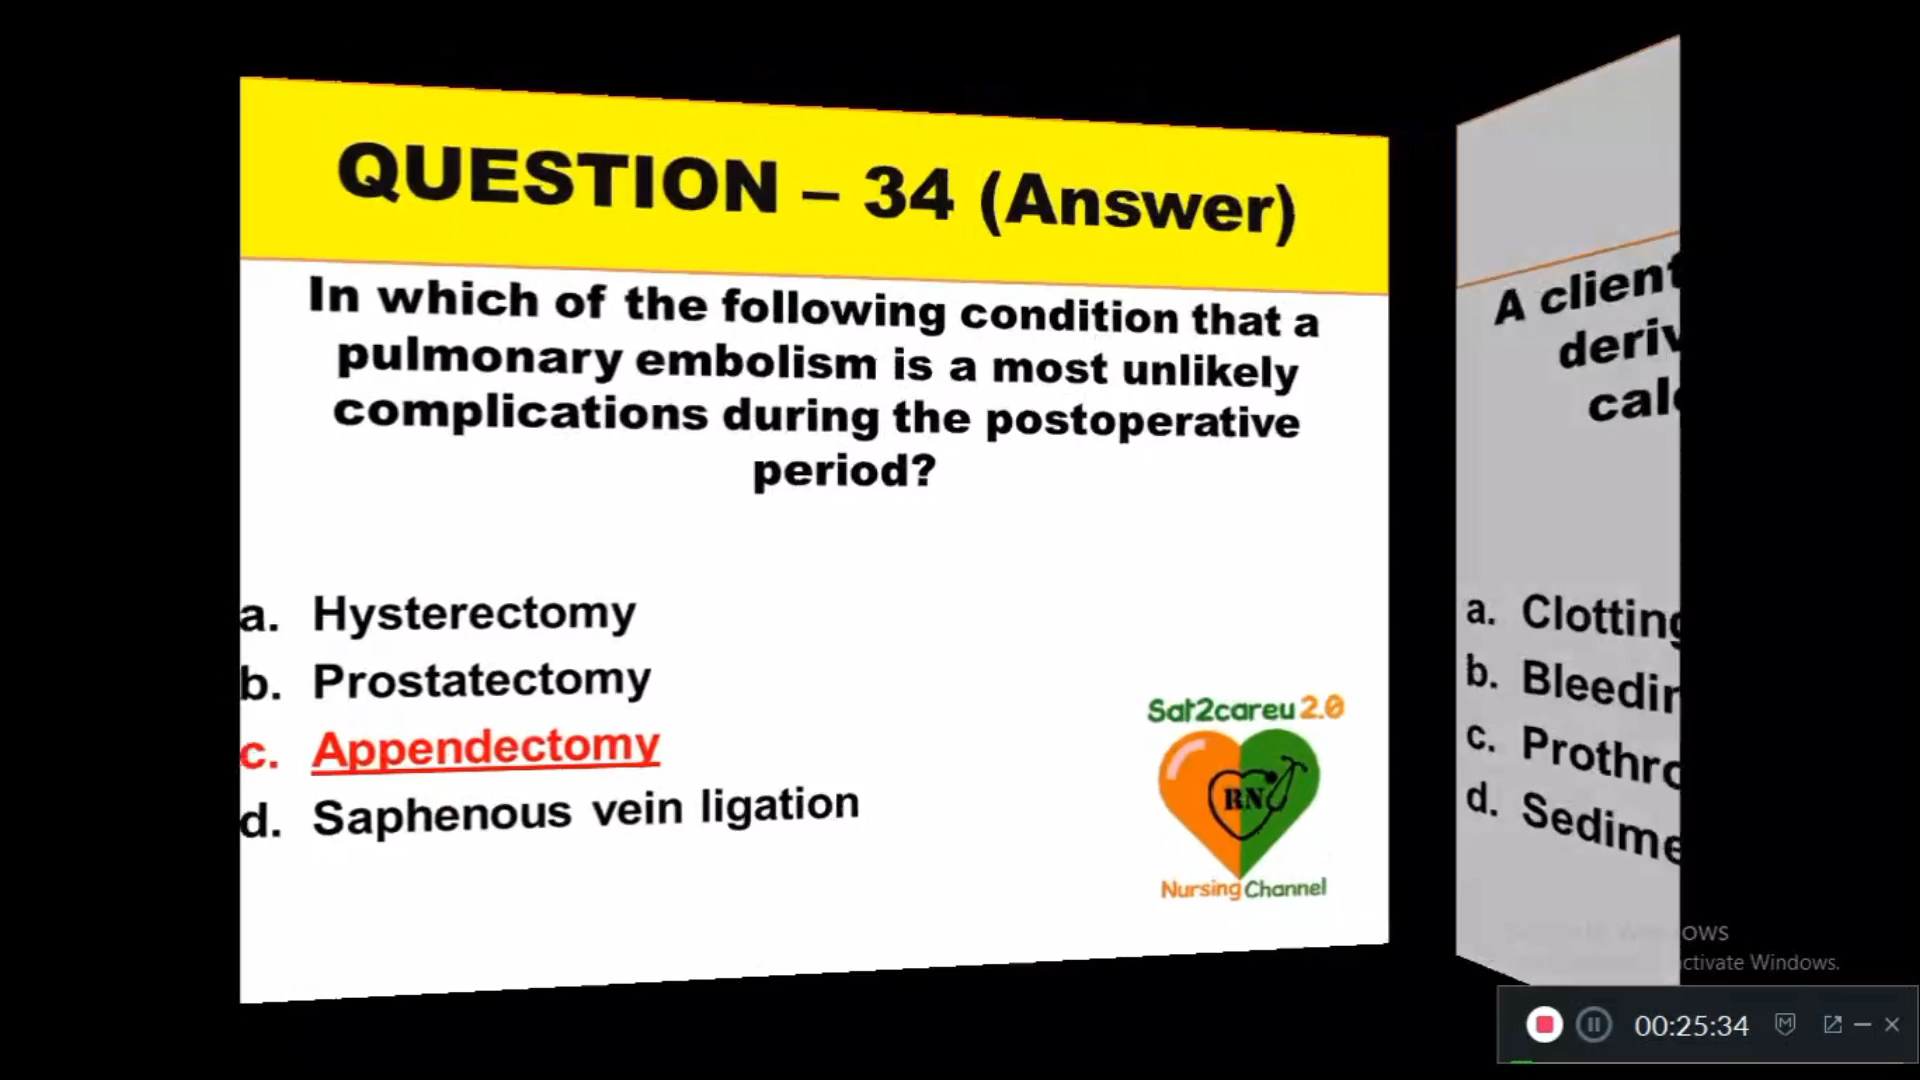 QUESTION – 34 (Answer)
In which of the following condition that a
pulmonary embolism is a most unlikely
complications during the postoperative
period?
a. Hysterectomy
b. Prostatectomy
c. Appendectomy
d. Saphenous vein ligation
Sat2careu 2.0
RN
Nursing Channel
A client
deriv
calc
a. Clotting
b. Bleedin
c. Prothro
d. Sedime
ows
ctivate Windows.
00:25:34